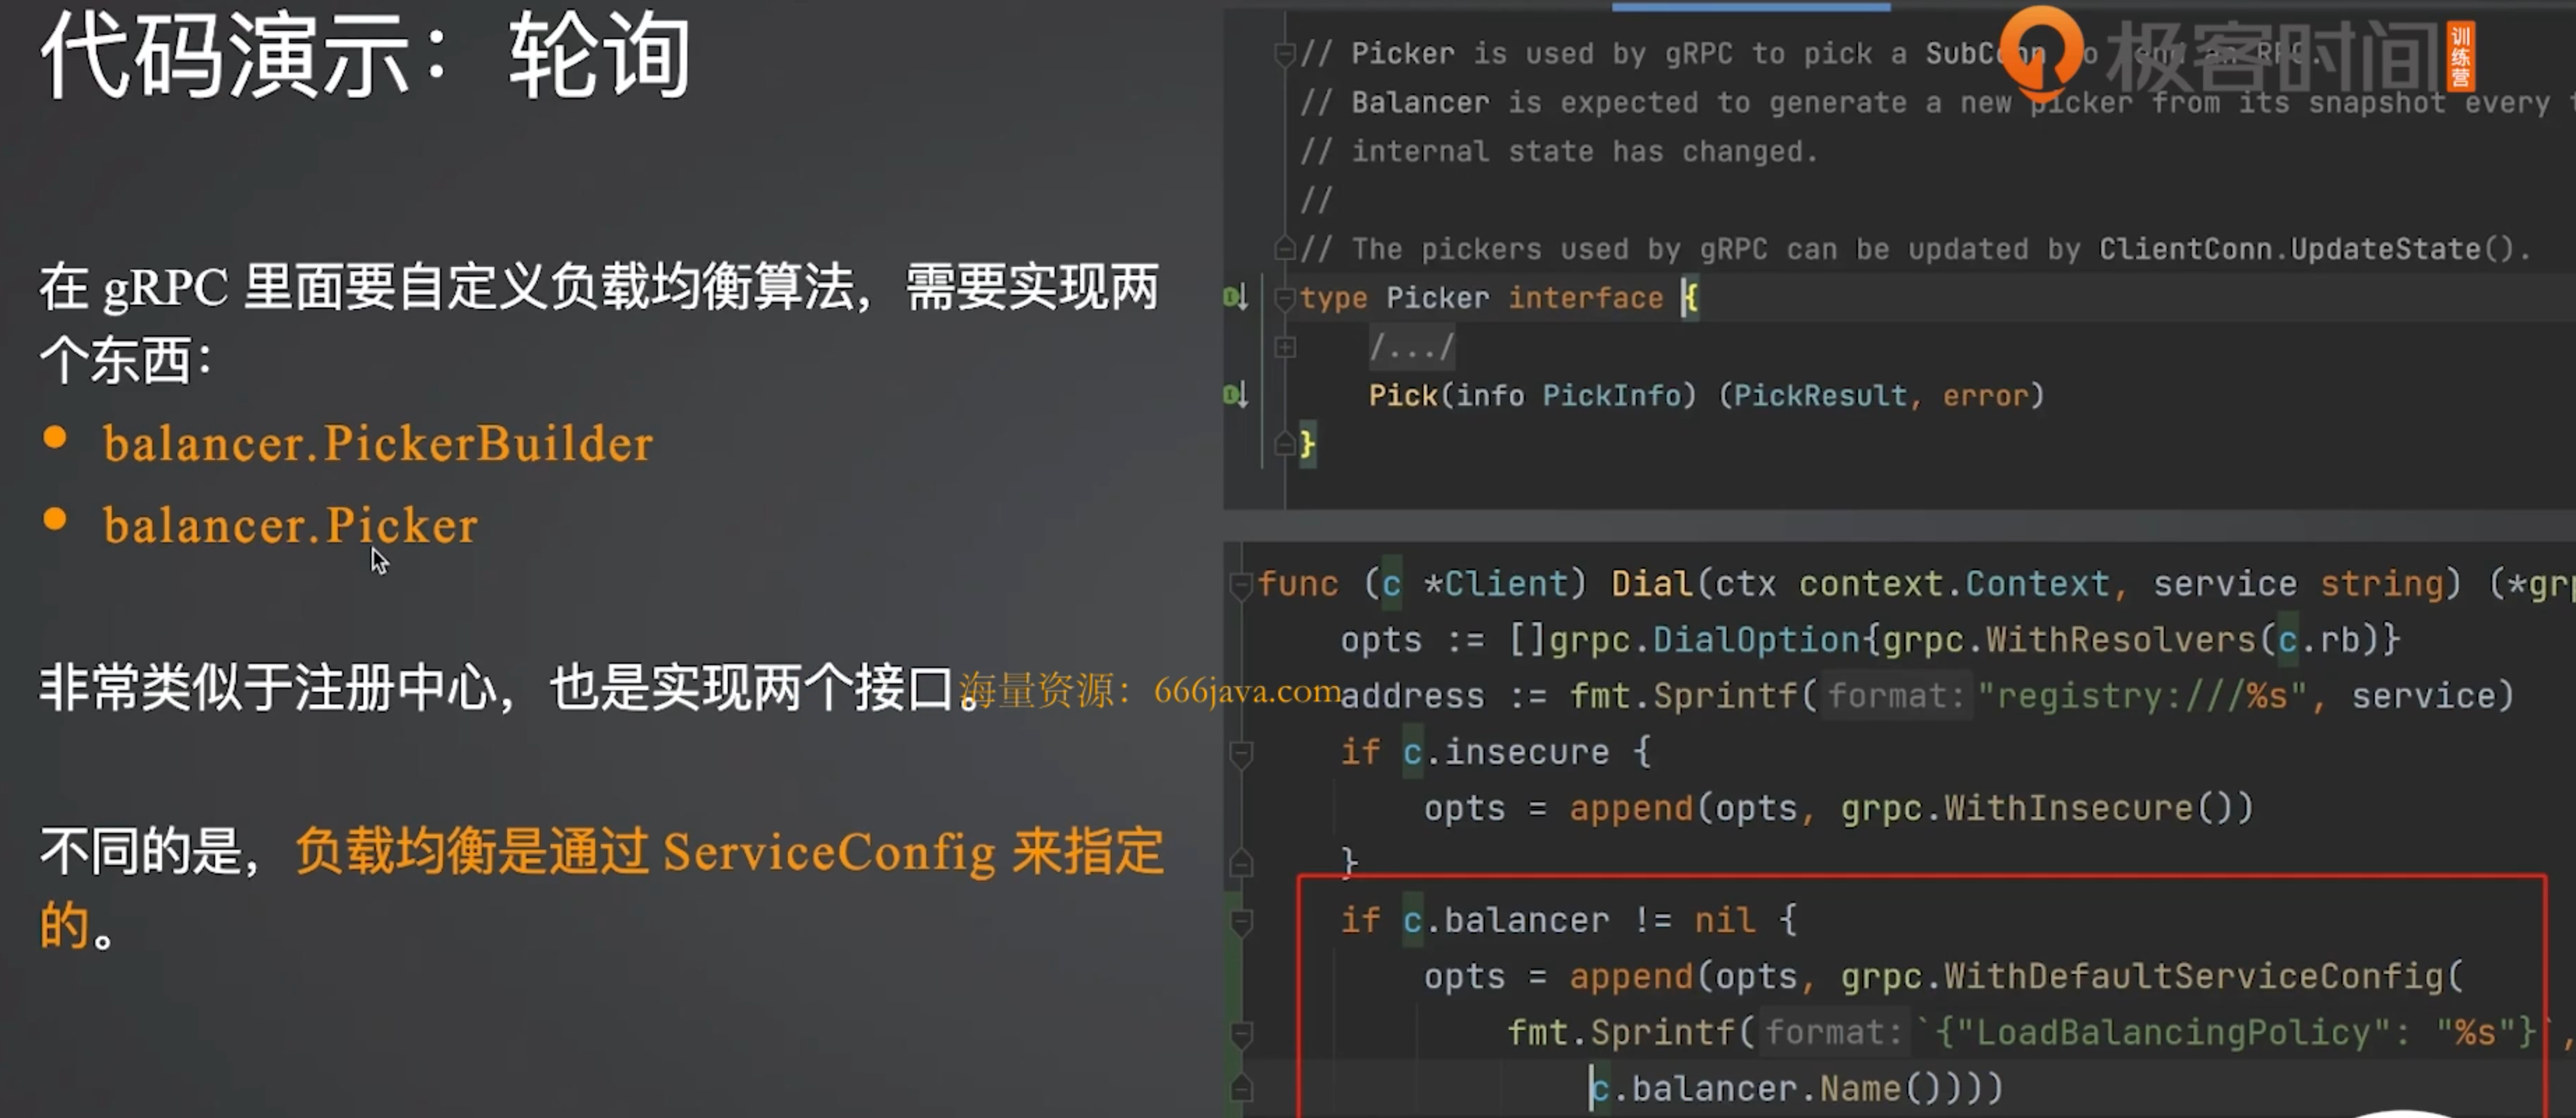 代码演示：轮询
在 gRPC 里面要自定义负载均衡算法，需要实现两
个东西：
● balancer.PickerBuilder
● balancer.Picker
非常类似于注册中心，也是实现两个接口。
海量资源：666java.com
不同的是，负载均衡是通过 ServiceConfig 来指定
的。
极客时间
训练营
// Picker is used by gRPC to pick a SubConn to send an RPC.
// Balancer is expected to generate a new picker from its snapshot every
// internal state has changed.
//
// The pickers used by gRPC can be updated by ClientConn.UpdateState().
type Picker interface {
/.../
Pick(info PickInfo) (PickResult, error)
}
func (c *Client) Dial(ctx context.Context, service string) (*grp
opts := []grpc.DialOption{grpc.WithResolvers(c.rb)}
address := fmt.Sprintf( format: "registry:///%s", service)
if c.insecure {
opts = append(opts, grpc.WithInsecure())
}
if c.balancer != nil {
opts = append(opts, grpc.WithDefaultServiceConfig(
fmt.Sprintf( format: `{"LoadBalancingPolicy": "%s"}`,
c.balancer.Name())))